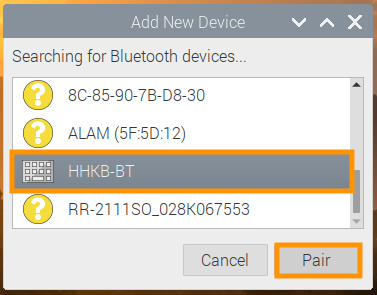 Add New Device
Searching for Bluetooth devices...
8C-85-90-7B-D8-30
ALAM (5F:5D:12)
HHKB-BT
RR-2111SO_028K067553
Cancel
Pair